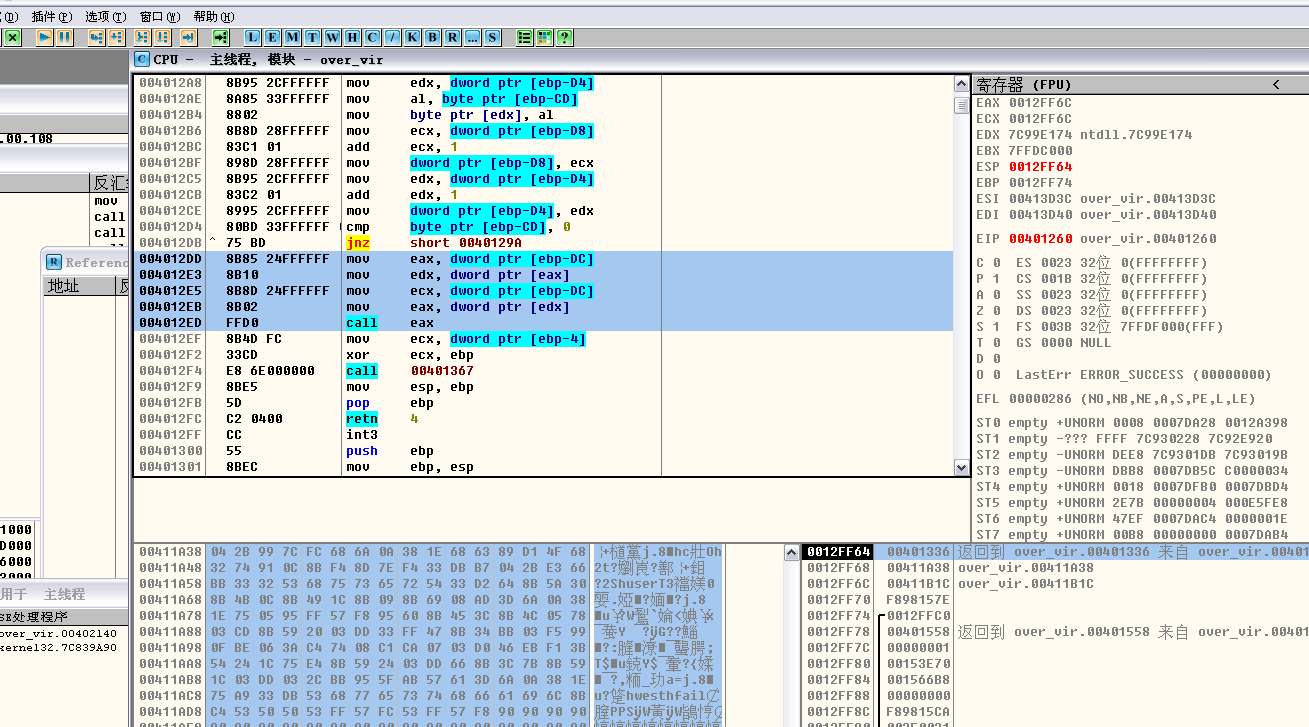 插件(P) 选项(T) 窗口(W) 帮助(H)
L E M T W H C / K B R ... S
C CPU - 主线程, 模块 - over_vir
004012A8 8B95 2CFFFFFF mov edx, dword ptr [ebp-D4]
004012AE 8A85 33FFFFFF mov al, byte ptr [ebp-CD]
004012B4 8802 mov byte ptr [edx], al
004012B6 8B8D 28FFFFFF mov ecx, dword ptr [ebp-D8]
004012BC 83C1 01 add ecx, 1
004012BF 898D 28FFFFFF mov dword ptr [ebp-D8], ecx
004012C5 8B95 2CFFFFFF mov edx, dword ptr [ebp-D4]
004012CB 83C2 01 add edx, 1
004012CE 8995 2CFFFFFF mov dword ptr [ebp-D4], edx
004012D4 80BD 33FFFFFF cmp byte ptr [ebp-CD], 0
004012DB ^ 75 BD jnz short 0040129A
004012DD 8B85 24FFFFFF mov eax, dword ptr [ebp-DC]
004012E3 8B10 mov edx, dword ptr [eax]
004012E5 8B8D 24FFFFFF mov ecx, dword ptr [ebp-DC]
004012EB 8B02 mov eax, dword ptr [edx]
004012ED FFD0 call eax
004012EF 8B4D FC mov ecx, dword ptr [ebp-4]
004012F2 33CD xor ecx, ebp
004012F4 E8 6E000000 call 00401367
004012F9 8BE5 mov esp, ebp
004012FB 5D pop ebp
004012FC C2 0400 retn 4
004012FF CC int3
00401300 55 push ebp
00401301 8BEC mov ebp, esp
寄存器 (FPU) <
EAX 0012FF6C
ECX 0012FF6C
EDX 7C99E174 ntdll.7C99E174
EBX 7FFDC000
ESP 0012FF64
EBP 0012FF74
ESI 00413D3C over_vir.00413D3C
EDI 00413D40 over_vir.00413D40
EIP 00401260 over_vir.00401260
C 0 ES 0023 32位 0(FFFFFFFF)
P 1 CS 001B 32位 0(FFFFFFFF)
A 0 SS 0023 32位 0(FFFFFFFF)
Z 0 DS 0023 32位 0(FFFFFFFF)
S 1 FS 003B 32位 7FFDF000(FFF)
T 0 GS 0000 NULL
D 0
O 0 LastErr ERROR_SUCCESS (00000000)
EFL 00000286 (NO,NB,NE,A,S,PE,L,LE)
ST0 empty +UNORM 0008 0007DA28 0012A398
ST1 empty -??? FFFF 7C930228 7C92E920
ST2 empty -UNORM DEE8 7C9301DB 7C93019B
ST3 empty -UNORM DBB8 0007DB5C C0000034
ST4 empty +UNORM 0018 0007DFB0 0007DBD4
ST5 empty +UNORM 2E7B 00000004 000E5FE8
ST6 empty +UNORM 47EF 0007DAC4 0000001E
ST7 empty +UNORM 00B8 00000000 0007DAB4
.00.108
反汇
mov
call
call
R Referenc
地址
1000
D000
6000
用于 主线程
SE处理程序
over_vir.00402140
kernel32.7C839A90
00411A38 04 2B 99 7C FC 68 6A 0A 38 1E 68 63 89 D1 4F 68
00411A48 32 74 91 0C 8B F4 8D 7E F4 33 DB B7 04 2B E3 66
00411A58 BB 33 32 53 68 75 73 65 72 54 33 D2 64 8B 5A 30
00411A68 8B 4B 0C 8B 49 1C 8B 09 8B 69 08 AD 3D 6A 0A 38
00411A78 1E 75 05 95 FF 57 F8 95 60 8B 45 3C 8B 4C 05 78
00411A88 03 CD 8B 59 20 03 DD 33 FF 47 8B 34 BB 03 F5 99
00411A98 0F BE 06 3A C4 74 08 C1 CA 07 03 D0 46 EB F1 3B
00411AA8 54 24 1C 75 E4 8B 59 24 03 DD 66 8B 3C 7B 8B 59
00411AB8 1C 03 DD 03 2C BB 95 5F AB 57 61 3D 6A 0A 38 1E
00411AC8 75 A9 33 DB 53 68 77 65 73 74 68 66 61 69 6C 8B
00411AD8 C4 53 50 50 53 FF 57 FC 53 FF 57 F8 90 90 90 90
0012FF64 00401336 返回到 over_vir.00401336 来自 over_vir.0040
0012FF68 00411A38 over_vir.00411A38
0012FF6C 00411B1C over_vir.00411B1C
0012FF70 F898157E
0012FF74 0012FFC0
0012FF78 00401558 返回到 over_vir.00401558 来自 over_vir.0040
0012FF7C 00000001
0012FF80 00153E70
0012FF84 001566B8
0012FF88 00000000
0012FF8C F89815CA